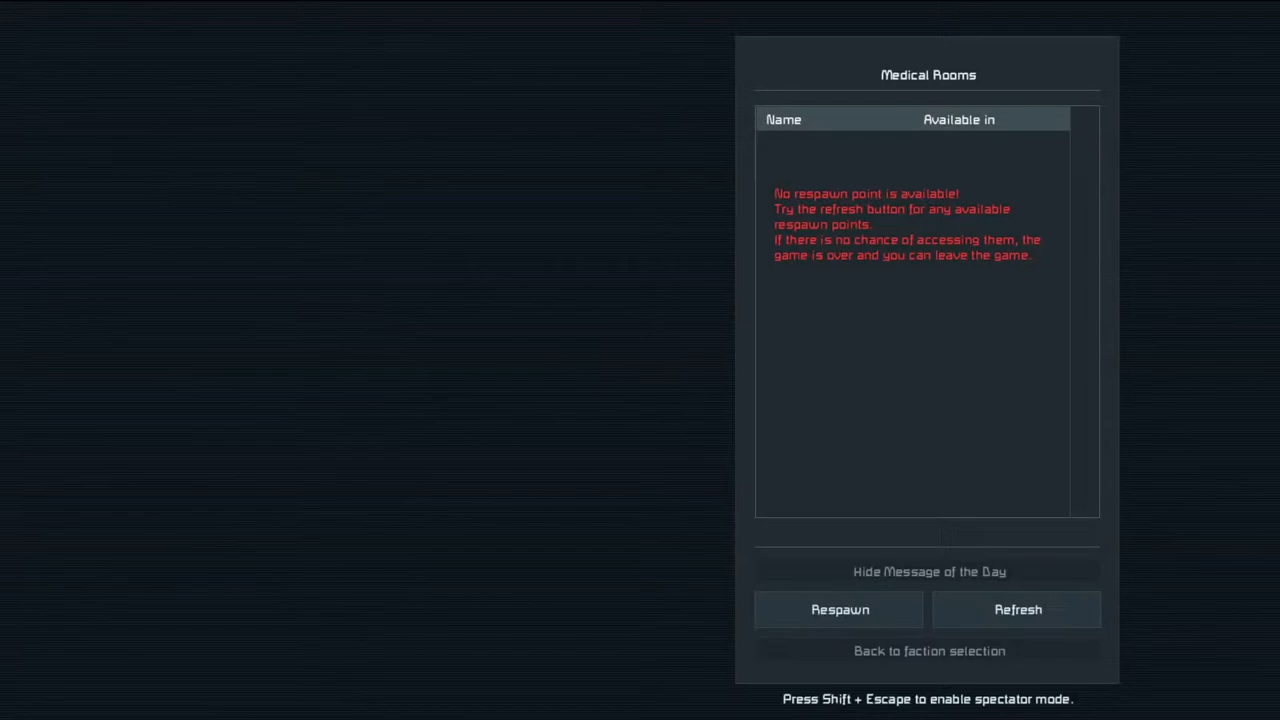 Medical Rooms
Name Available in
No respawn point is available!
Try the refresh button for any available
respawn points.
If there is no chance of accessing them, the
game is over and you can leave the game.
Hide Message of the Day
Respawn Refresh
Back to faction selection
Press Shift + Escape to enable spectator mode.